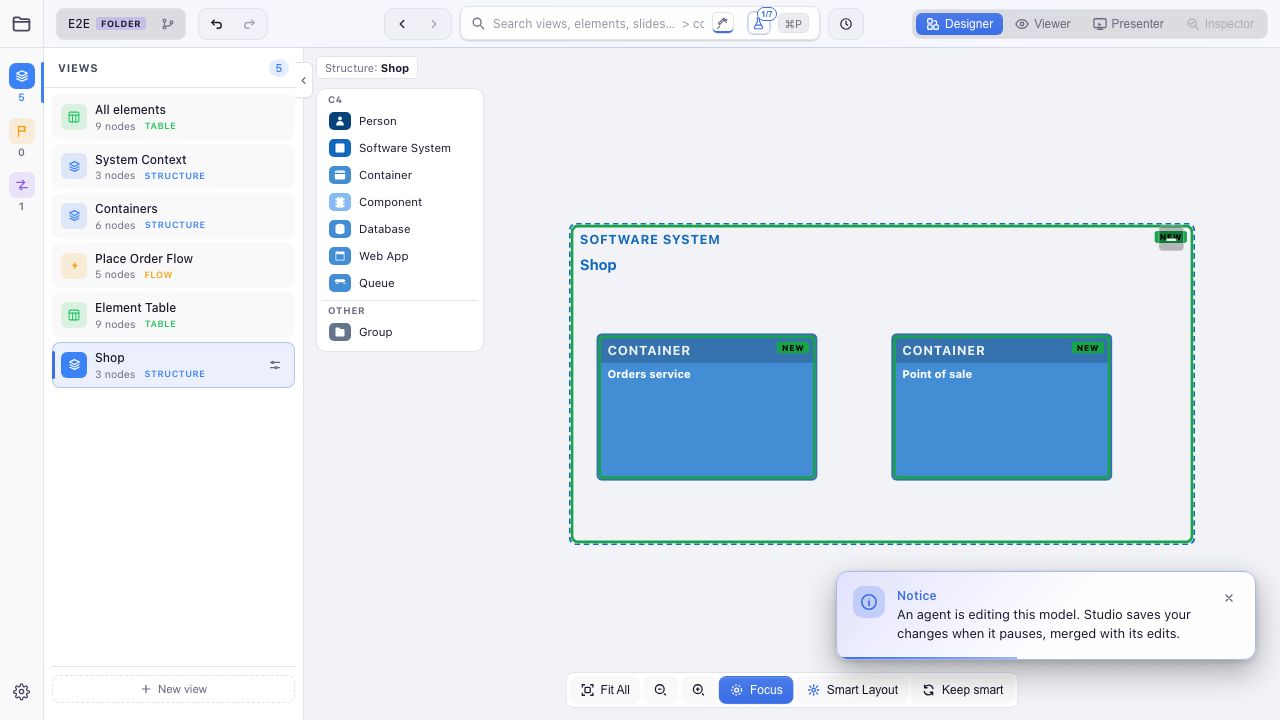 E2E FOLDER
Search views, elements, slides... > cc
1/7
⌘P
Designer
Viewer
Presenter
Inspector
VIEWS
5
5
0
1
All elements
9 nodes TABLE
System Context
3 nodes STRUCTURE
Containers
6 nodes STRUCTURE
Place Order Flow
5 nodes FLOW
Element Table
9 nodes TABLE
Shop
3 nodes STRUCTURE
New view
Structure: Shop
C4
Person
Software System
Container
Component
Database
Web App
Queue
OTHER
Group
SOFTWARE SYSTEM
NEW
Shop
CONTAINER NEW
Orders service
CONTAINER NEW
Point of sale
Notice
An agent is editing this model. Studio saves your
changes when it pauses, merged with its edits.
Fit All
Focus
Smart Layout
Keep smart